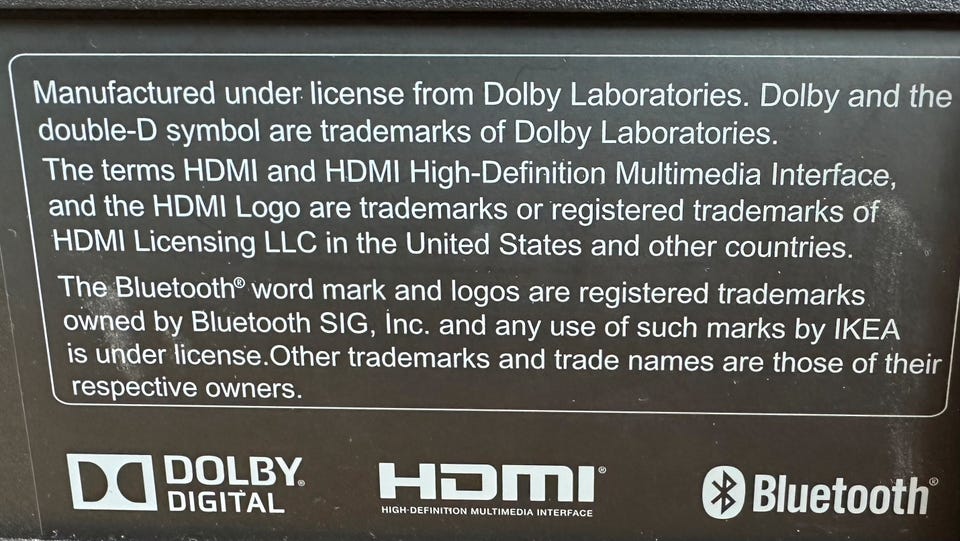 Manufactured under license from Dolby Laboratories. Dolby and the
double-D symbol are trademarks of Dolby Laboratories.
The terms HDMI and HDMI High-Definition Multimedia Interface,
and the HDMI Logo are trademarks or registered trademarks of
HDMI Licensing LLC in the United States and other countries.
The Bluetooth® word mark and logos are registered trademarks
owned by Bluetooth SIG, Inc. and any use of such marks by IKEA
is under license.Other trademarks and trade names are those of their
respective owners.
DOLBY®
DIGITAL
HDMI®
HIGH-DEFINITION MULTIMEDIA INTERFACE
Bluetooth®